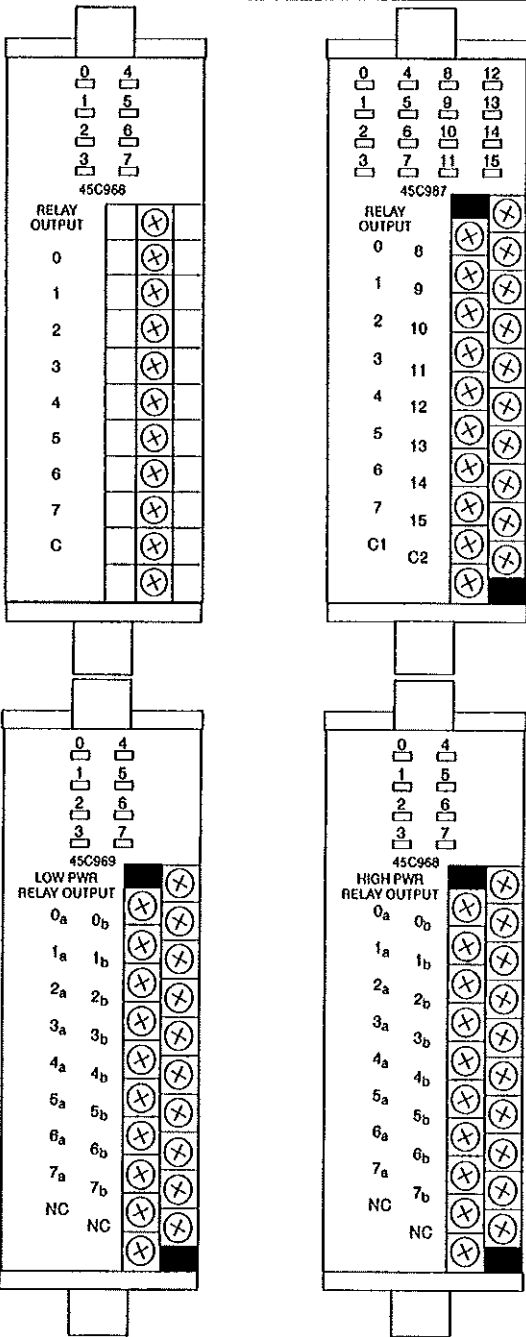 0 4
1 5
2 6
3 7
45C968
RELAY
OUTPUT
0
1
2
3
4
5
6
7
C
0 4 8 12
1 5 9 13
2 6 10 14
3 7 11 15
45C987
RELAY
OUTPUT
0 8
1 9
2 10
3 11
4 12
5 13
6 14
7 15
C1 C2
0 4
1 5
2 6
3 7
45C969
LOW PWR
RELAY OUTPUT
0a 0b
1a 1b
2a 2b
3a 3b
4a 4b
5a 5b
6a 6b
7a 7b
NC NC
0 4
1 5
2 6
3 7
45C968
HIGH PWR
RELAY OUTPUT
0a 0b
1a 1b
2a 2b
3a 3b
4a 4b
5a 5b
6a 6b
7a 7b
NC NC